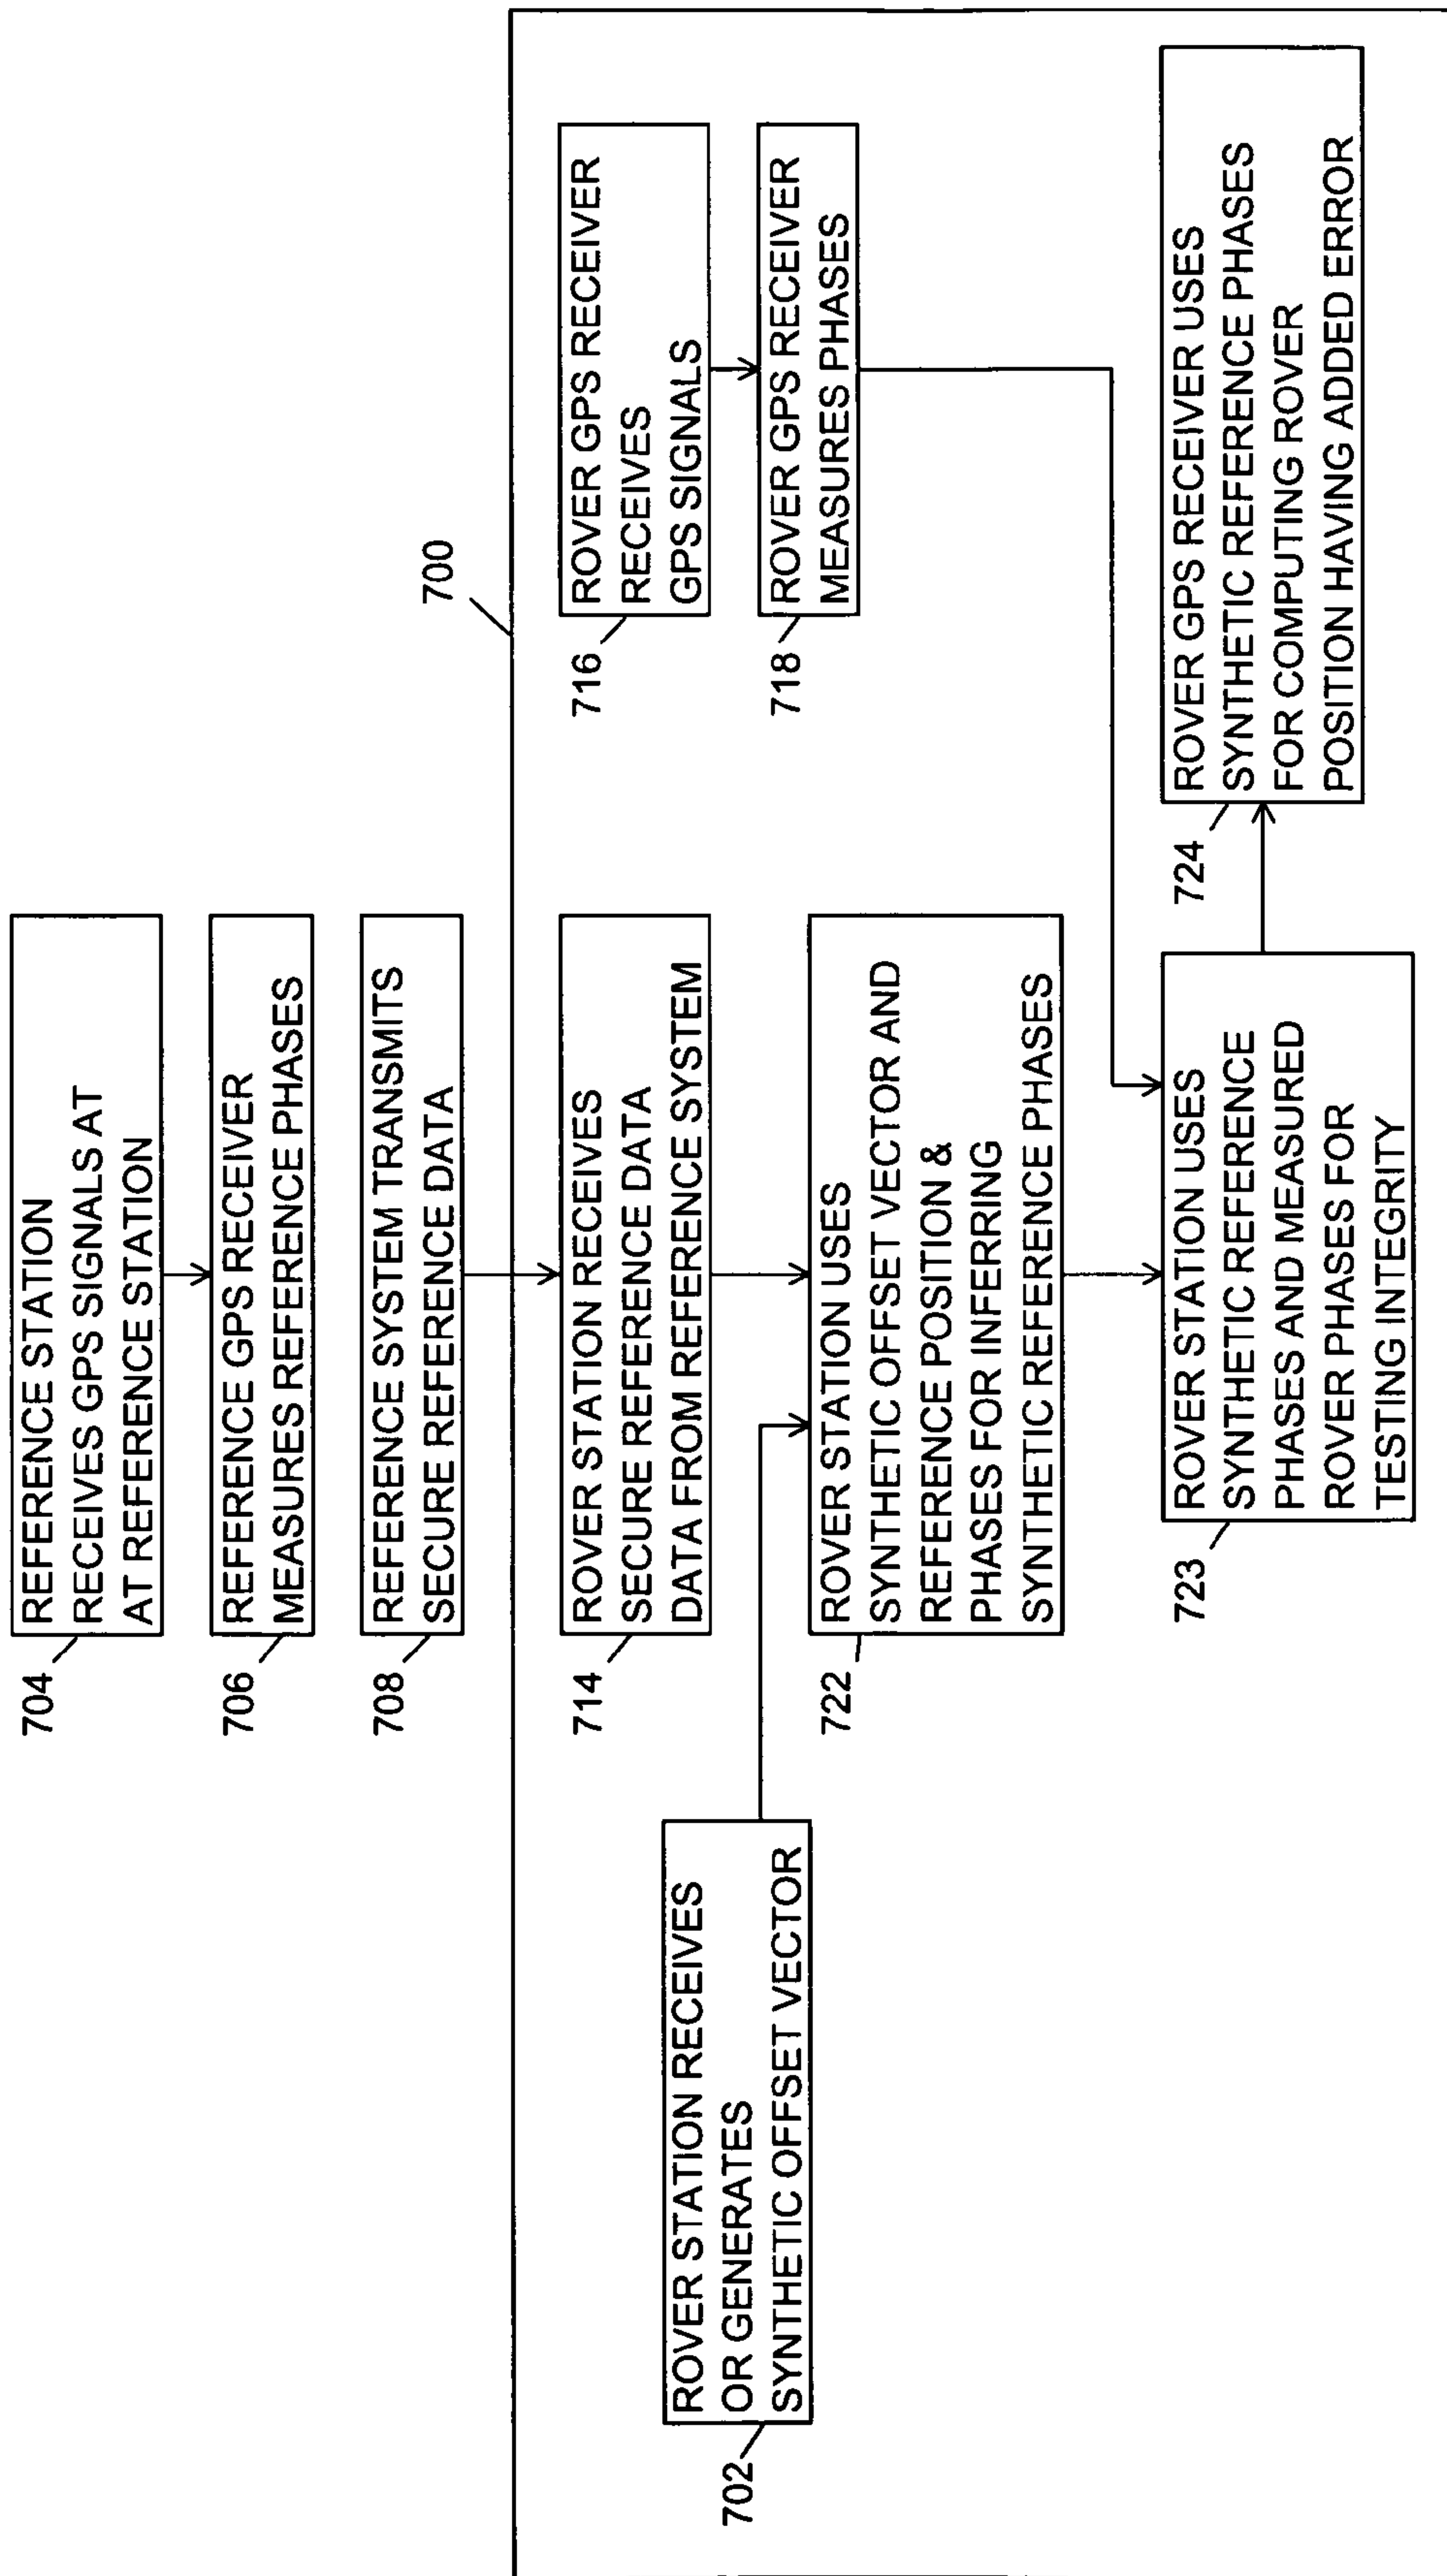 704
REFERENCE STATION
RECEIVES GPS SIGNALS AT
AT REFERENCE STATION
706
REFERENCE GPS RECEIVER
MEASURES REFERENCE PHASES
708
REFERENCE SYSTEM TRANSMITS
SECURE REFERENCE DATA
700
714
ROVER STATION RECEIVES
SECURE REFERENCE DATA
DATA FROM REFERENCE SYSTEM
716
ROVER GPS RECEIVER
RECEIVES
GPS SIGNALS
702
ROVER STATION RECEIVES
OR GENERATES
SYNTHETIC OFFSET VECTOR
718
ROVER GPS RECEIVER
MEASURES PHASES
722
ROVER STATION USES
SYNTHETIC OFFSET VECTOR AND
REFERENCE POSITION &
PHASES FOR INFERRING
SYNTHETIC REFERENCE PHASES
723
ROVER STATION USES
SYNTHETIC REFERENCE
PHASES AND MEASURED
ROVER PHASES FOR
TESTING INTEGRITY
724
ROVER GPS RECEIVER USES
SYNTHETIC REFERENCE PHASES
FOR COMPUTING ROVER
POSITION HAVING ADDED ERROR